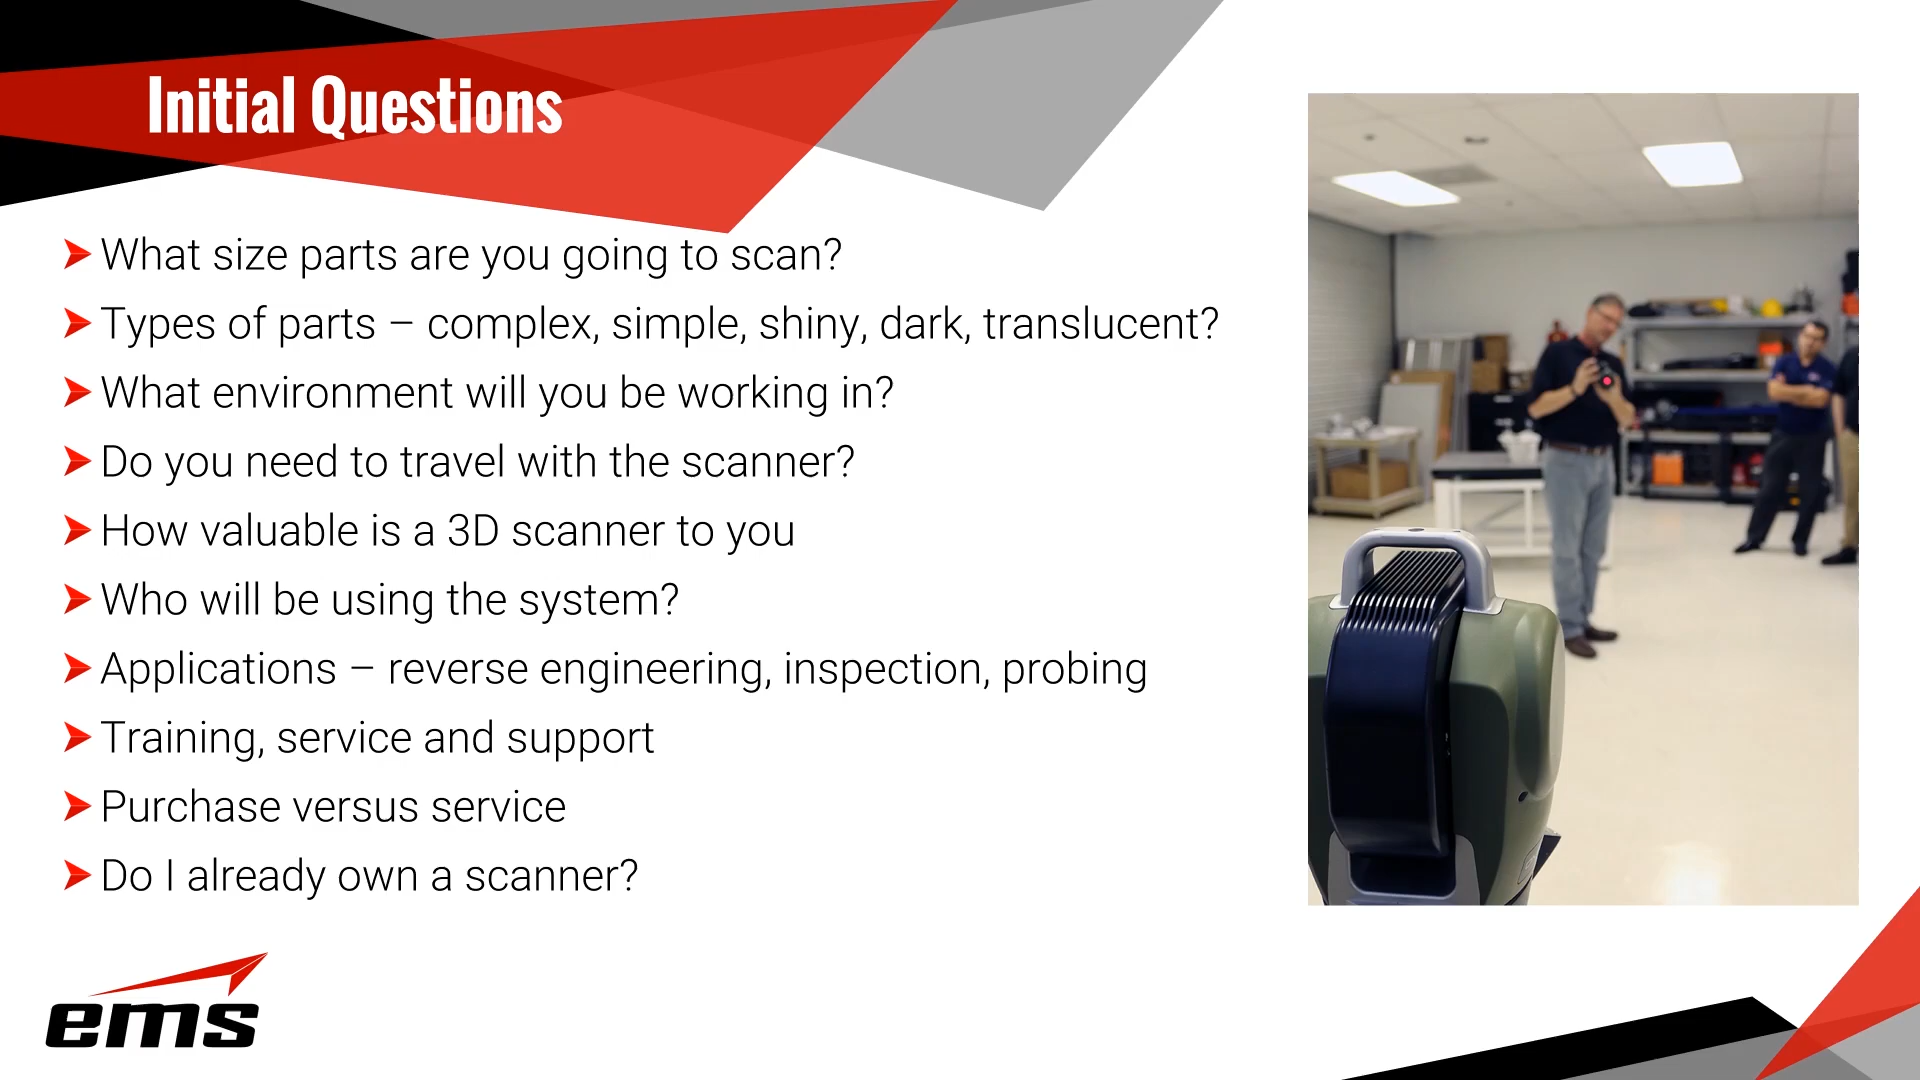 Initial Questions
What size parts are you going to scan?
Types of parts – complex, simple, shiny, dark, translucent?
What environment will you be working in?
Do you need to travel with the scanner?
How valuable is a 3D scanner to you
Who will be using the system?
Applications – reverse engineering, inspection, probing
Training, service and support
Purchase versus service
Do I already own a scanner?
ems